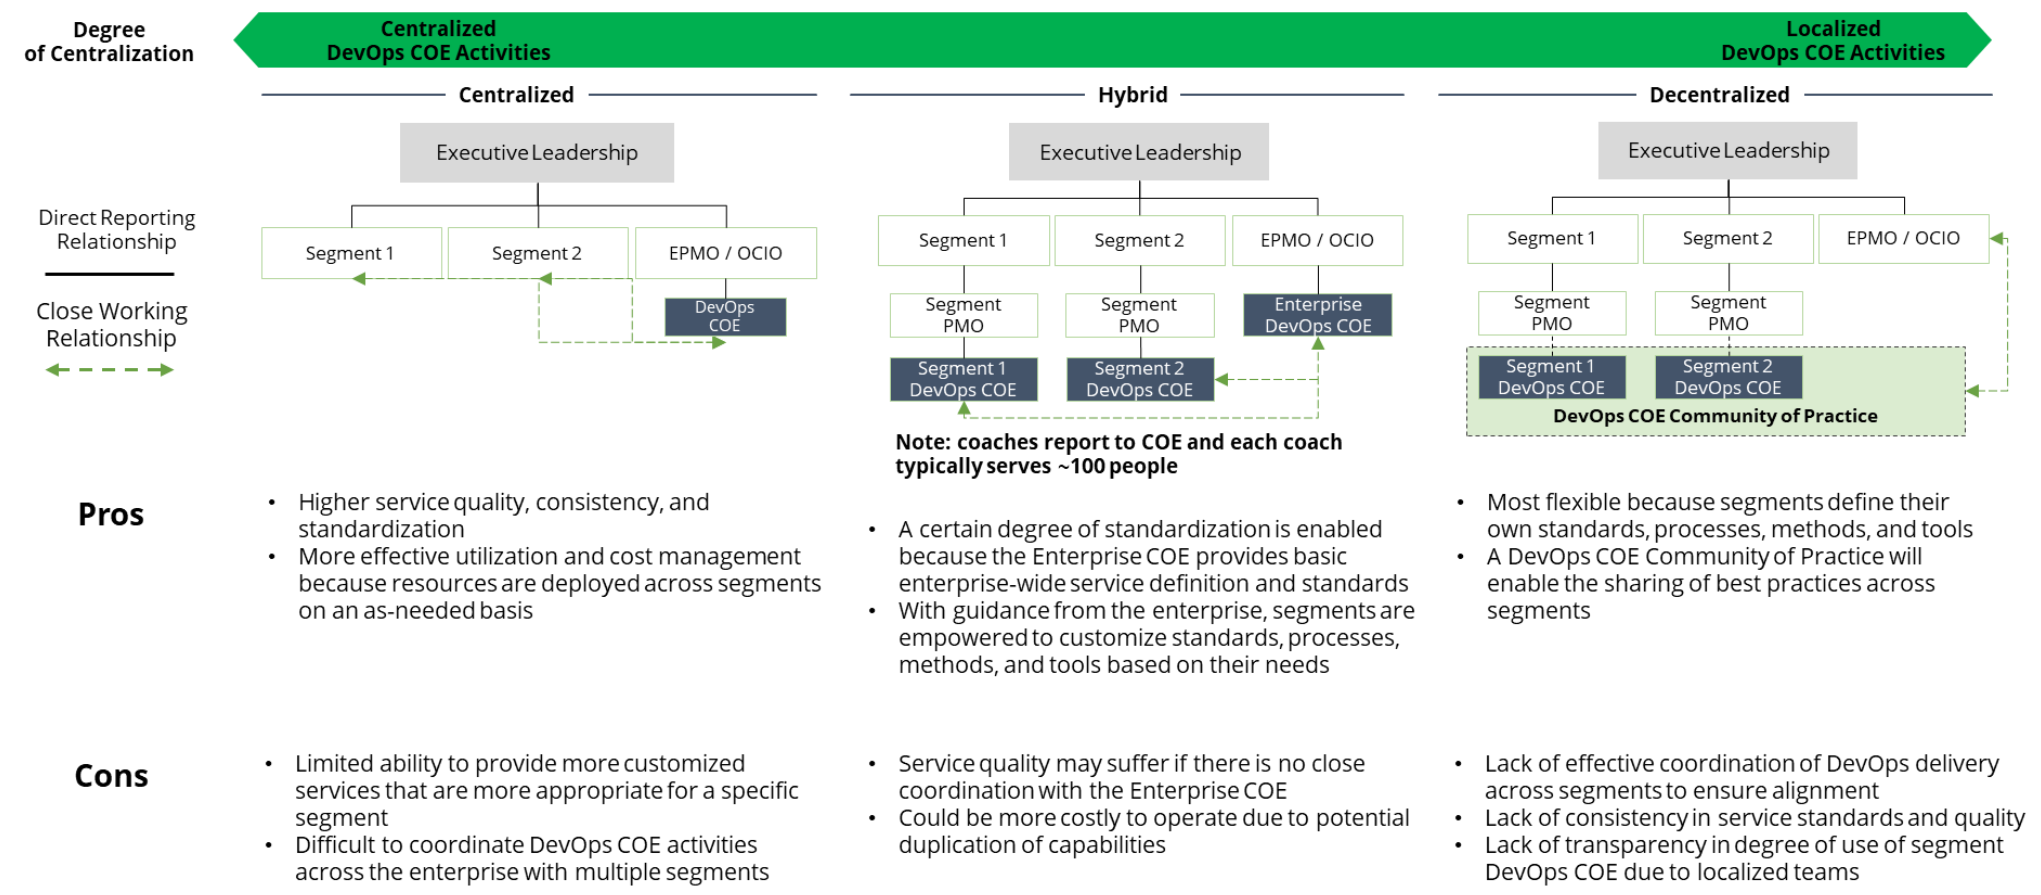 Degree
of Centralization
Centralized
DevOps COE Activities
Localized
DevOps COE Activities
Centralized
Hybrid
Decentralized
Direct Reporting
Relationship
Close Working
Relationship
Executive Leadership
Segment 1
Segment 2
EPMO / OCIO
DevOps
COE
Executive Leadership
Segment 1
Segment 2
EPMO / OCIO
Segment
PMO
Segment
PMO
Enterprise
DevOps COE
Segment 1
DevOps COE
Segment 2
DevOps COE
Note: coaches report to COE and each coach
typically serves ~100 people
Executive Leadership
Segment 1
Segment 2
EPMO / OCIO
Segment
PMO
Segment
PMO
Segment 1
DevOps COE
Segment 2
DevOps COE
DevOps COE Community of Practice
Pros
• Higher service quality, consistency, and
standardization
• More effective utilization and cost management
because resources are deployed across segments
on an as-needed basis
• A certain degree of standardization is enabled
because the Enterprise COE provides basic
enterprise-wide service definition and standards
• With guidance from the enterprise, segments are
empowered to customize standards, processes,
methods, and tools based on their needs
• Most flexible because segments define their
own standards, processes, methods, and tools
• A DevOps COE Community of Practice will
enable the sharing of best practices across
segments
Cons
• Limited ability to provide more customized
services that are more appropriate for a specific
segment
• Difficult to coordinate DevOps COE activities
across the enterprise with multiple segments
• Service quality may suffer if there is no close
coordination with the Enterprise COE
• Could be more costly to operate due to potential
duplication of capabilities
• Lack of effective coordination of DevOps delivery
across segments to ensure alignment
• Lack of consistency in service standards and quality
• Lack of transparency in degree of use of segment
DevOps COE due to localized teams